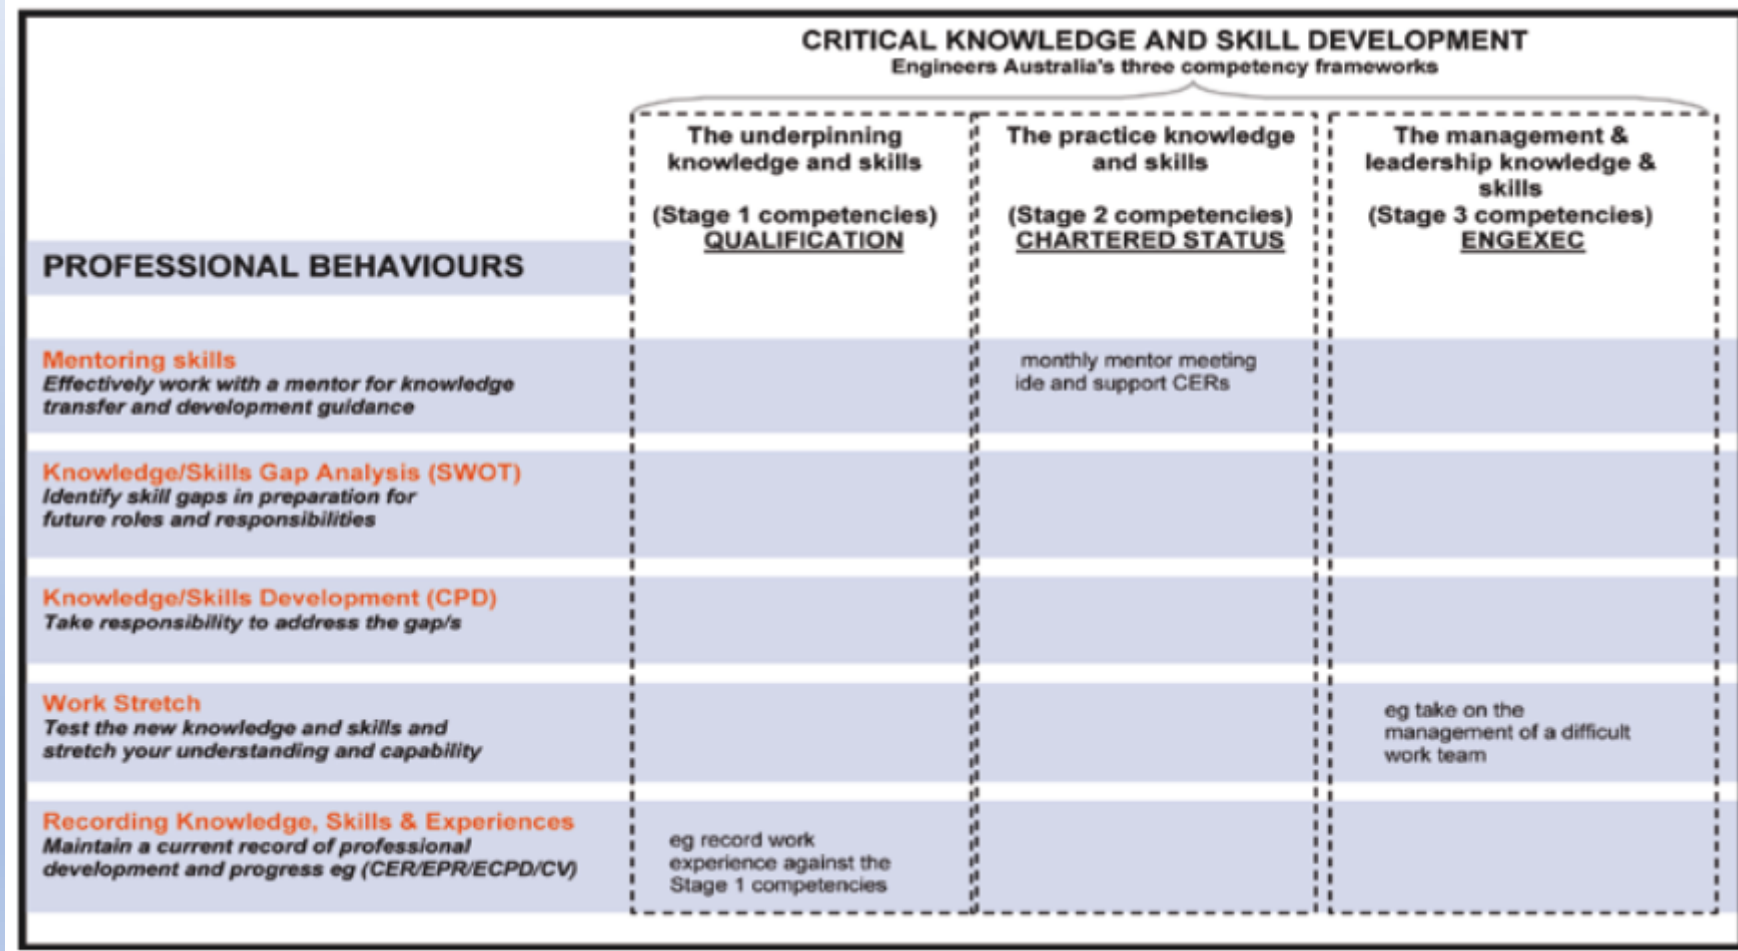 CRITICAL KNOWLEDGE AND SKILL DEVELOPMENT
Engineers Australia's three competency frameworks
The underpinning
knowledge and skills
(Stage 1 competencies)
QUALIFICATION
The practice knowledge
and skills
(Stage 2 competencies)
CHARTERED STATUS
The management &
leadership knowledge &
skills
(Stage 3 competencies)
ENGEXEC
PROFESSIONAL BEHAVIOURS
Mentoring skills
Effectively work with a mentor for knowledge
transfer and development guidance
monthly mentor meeting
ide and support CERs
Knowledge/Skills Gap Analysis (SWOT)
Identify skill gaps in preparation for
future roles and responsibilities
Knowledge/Skills Development (CPD)
Take responsibility to address the gap/s
Work Stretch
Test the new knowledge and skills and
stretch your understanding and capability
eg take on the
management of a difficult
work team
Recording Knowledge, Skills & Experiences
Maintain a current record of professional
development and progress eg (CER/EPR/ECPD/CV)
eg record work
experience against the
Stage 1 competencies